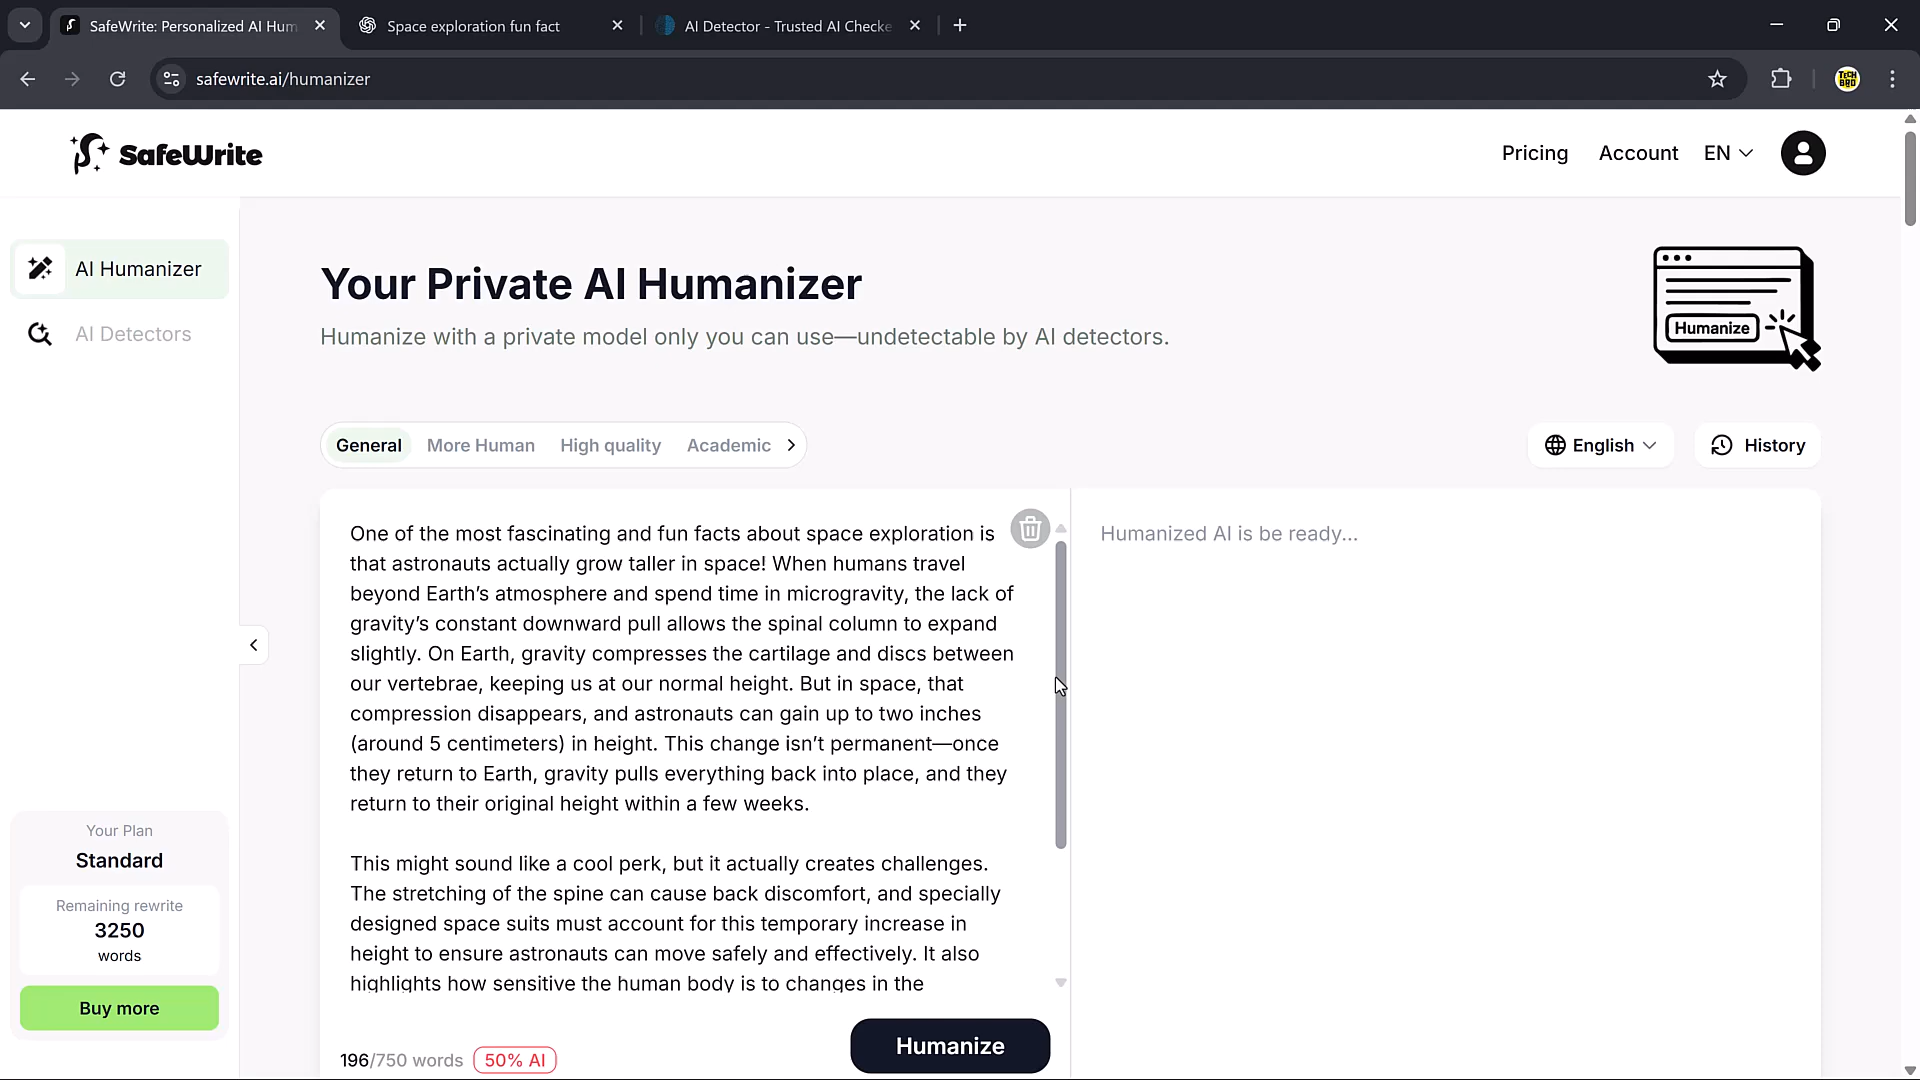 SafeWrite: Personalized AI Hum
Space exploration fun fact
AI Detector - Trusted AI Checke
safewrite.ai/humanizer
TECH BRO
SafeWrite
Pricing
Account
EN
AI Humanizer
AI Detectors
Your Private AI Humanizer
Humanize with a private model only you can use—undetectable by AI detectors.
Humanize
General
More Human
High quality
Academic
English
History
One of the most fascinating and fun facts about space exploration is
that astronauts actually grow taller in space! When humans travel
beyond Earth’s atmosphere and spend time in microgravity, the lack of
gravity’s constant downward pull allows the spinal column to expand
slightly. On Earth, gravity compresses the cartilage and discs between
our vertebrae, keeping us at our normal height. But in space, that
compression disappears, and astronauts can gain up to two inches
(around 5 centimeters) in height. This change isn’t permanent—once
they return to Earth, gravity pulls everything back into place, and they
return to their original height within a few weeks.
This might sound like a cool perk, but it actually creates challenges.
The stretching of the spine can cause back discomfort, and specially
designed space suits must account for this temporary increase in
height to ensure astronauts can move safely and effectively. It also
highlights how sensitive the human body is to changes in the
Humanized AI is be ready...
Your Plan
Standard
Remaining rewrite
3250
words
Buy more
196/750 words
50% AI
Humanize